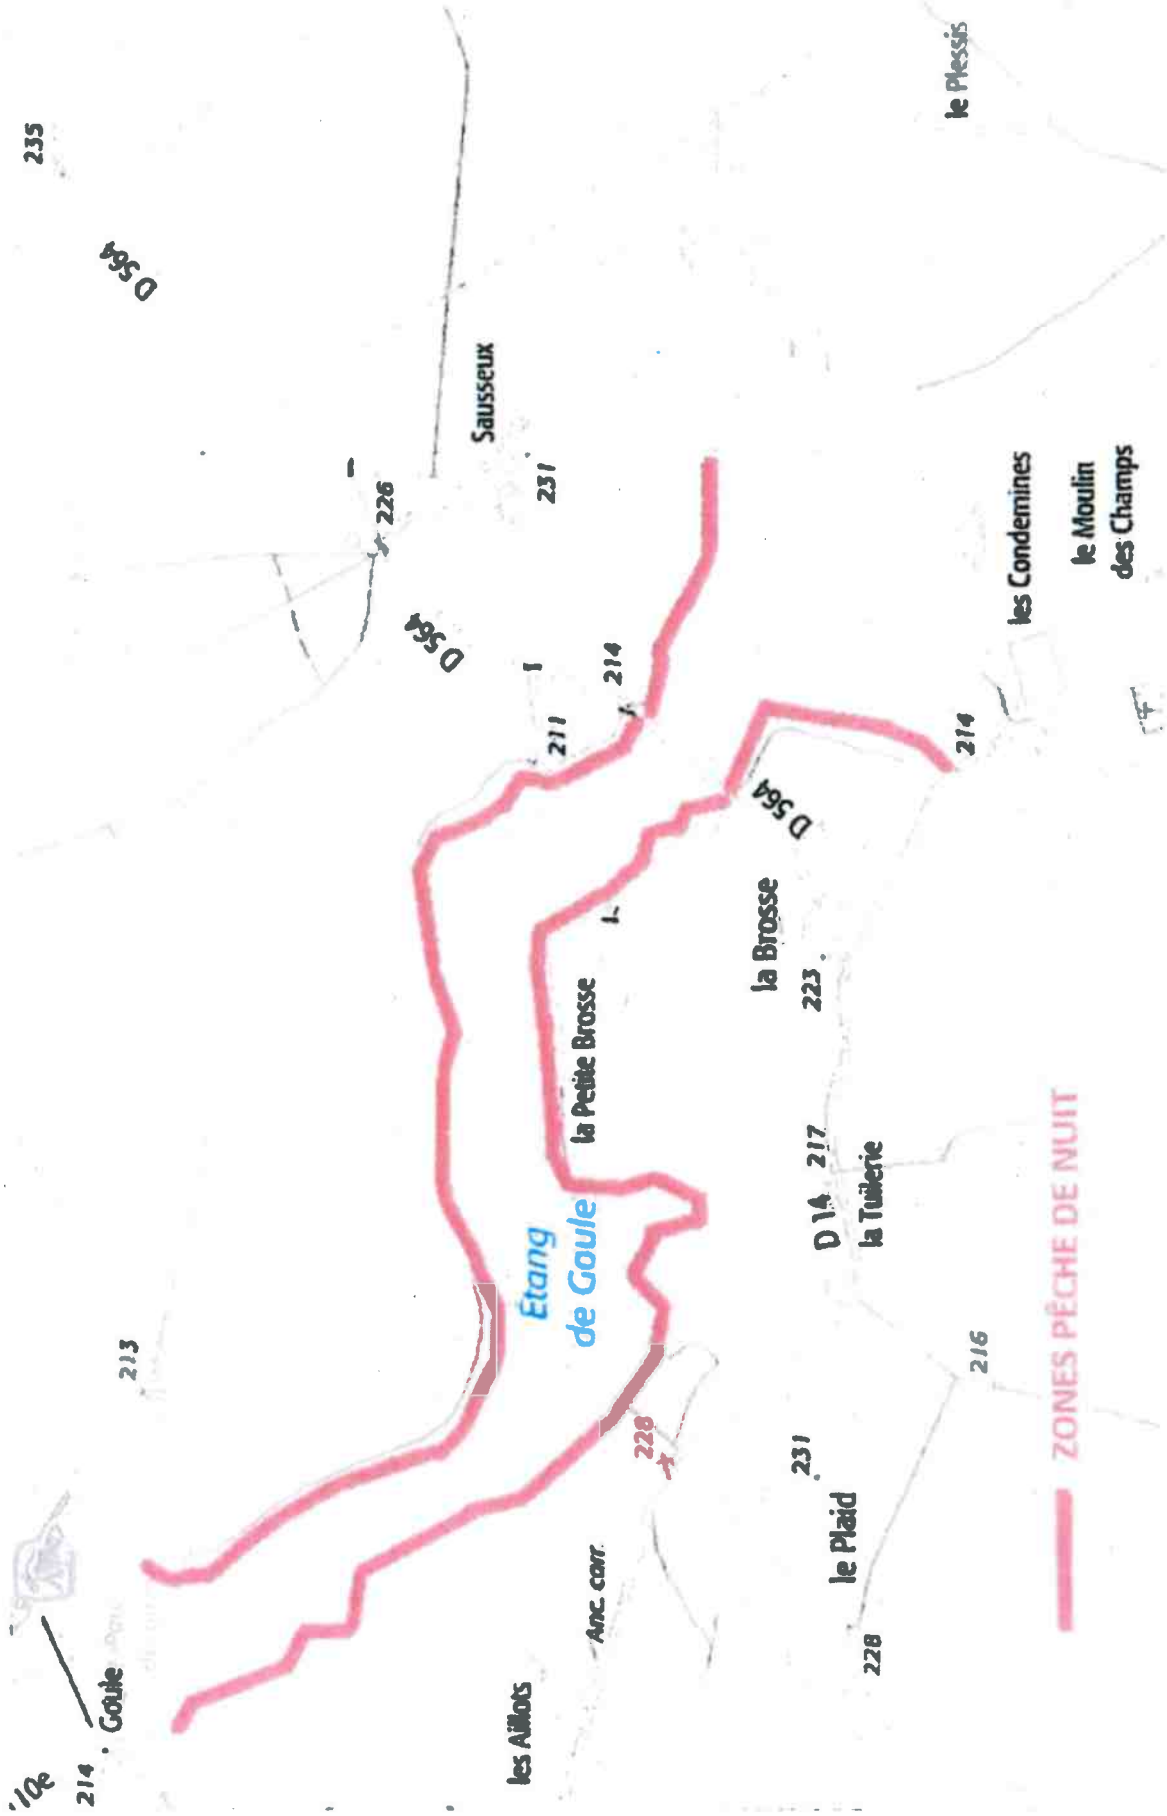 214
Goule
les Aillots
Anc. carr.
228
le Plaid
231
228
216
213
Étang
de Goule
la Petite Brosse
D 14
217
la Tuilerie
la Brosse
223
D 564
214
211
214
D 564
226
231
Sausseux
les Condemines
le Moulin
des Champs
D 564
235
le Plessis
ZONES PÊCHE DE NUIT